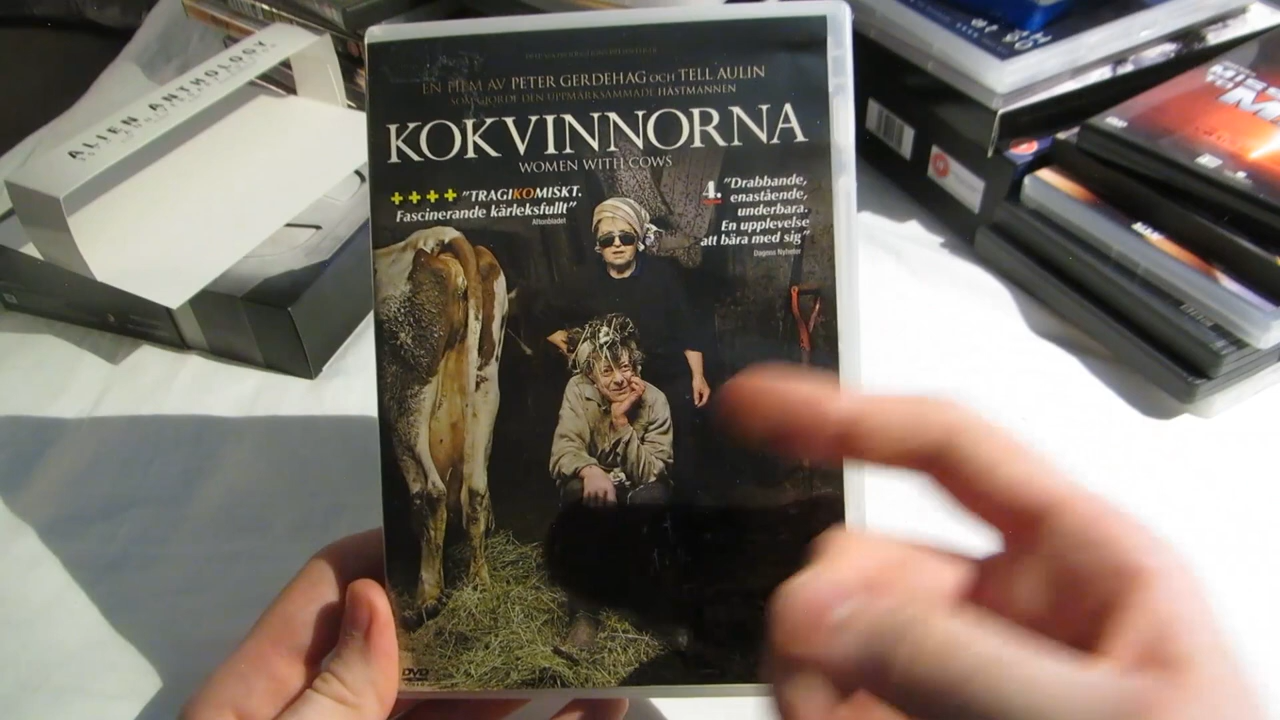 ALIEN ANTHOLOGY
EN FILM AV PETER GERDEHAG OCH TELL AULIN
SOM GJORDE DEN UPPMÄRKSAMMADE HÄSTMANNEN
KOKVINNORNA
WOMEN WITH COWS
++++ "TRAGIKOMISKT.
Fascinerande kärleksfullt"
Aftonbladet
4. "Drabbande,
enastående,
underbara.
En upplevelse
att bära med sig"
Dagens Nyheter
DVD
VIDEO